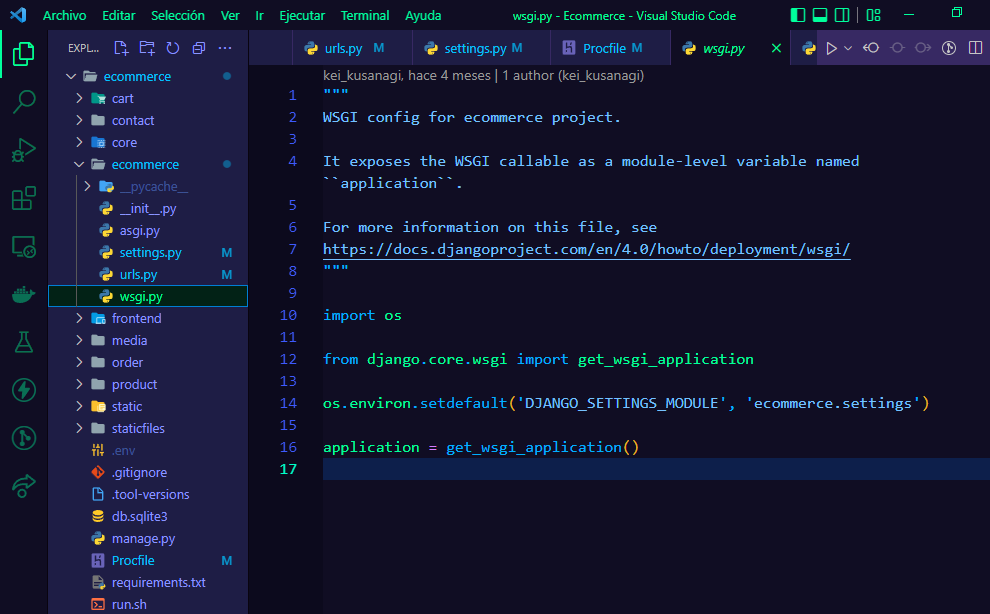 Archivo Editar Selección Ver Ir Ejecutar Terminal Ayuda wsgi.py - Ecommerce - Visual Studio Code
EXPL...
ecommerce
cart
contact
core
ecommerce
__pycache__
__init__.py
asgi.py
settings.py M
urls.py M
wsgi.py
frontend
media
order
product
static
staticfiles
.env
.gitignore
.tool-versions
db.sqlite3
manage.py
Procfile M
requirements.txt
run.sh
urls.py M settings.py M Procfile M wsgi.py
kei_kusanagi, hace 4 meses | 1 author (kei_kusanagi)
1 """
2 WSGI config for ecommerce project.
3
4 It exposes the WSGI callable as a module-level variable named
``application``.
5
6 For more information on this file, see
7 https://docs.djangoproject.com/en/4.0/howto/deployment/wsgi/
8 """
9
10 import os
11
12 from django.core.wsgi import get_wsgi_application
13
14 os.environ.setdefault('DJANGO_SETTINGS_MODULE', 'ecommerce.settings')
15
16 application = get_wsgi_application()
17